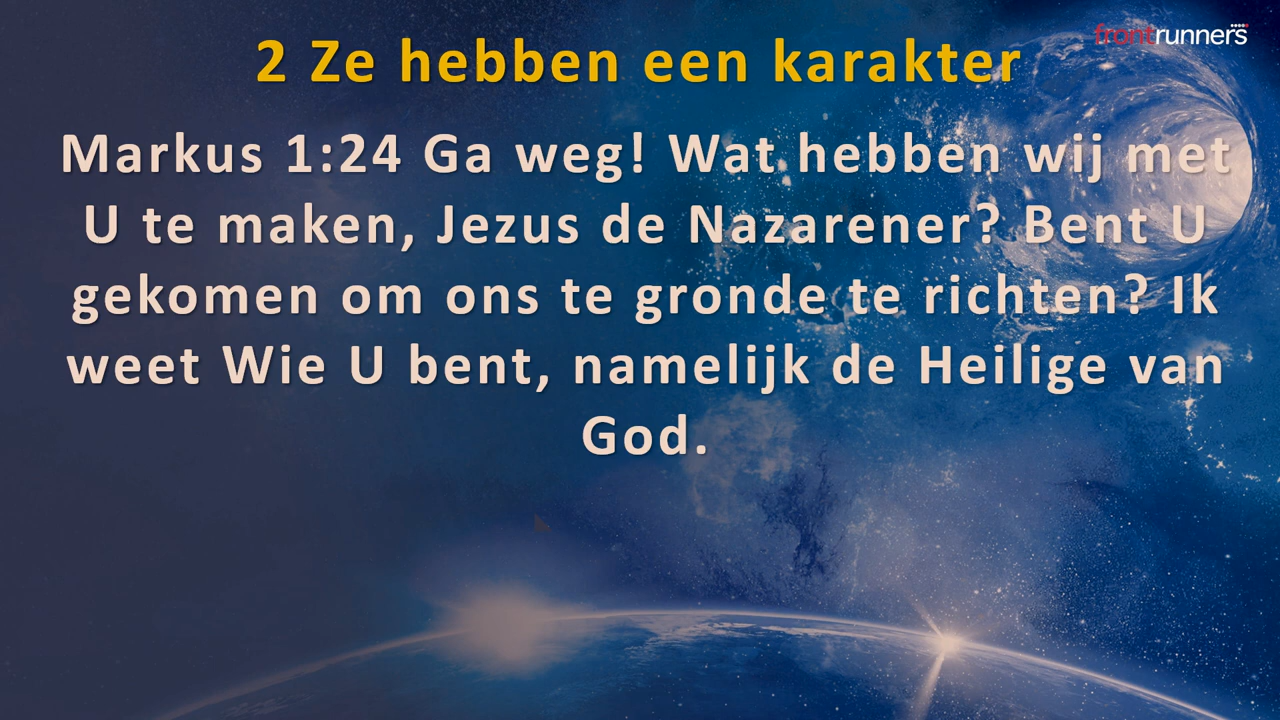 frontrunners
2 Ze hebben een karakter
Markus 1:24 Ga weg! Wat hebben wij met
U te maken, Jezus de Nazarener? Bent U
gekomen om ons te gronde te richten? Ik
weet Wie U bent, namelijk de Heilige van
God.